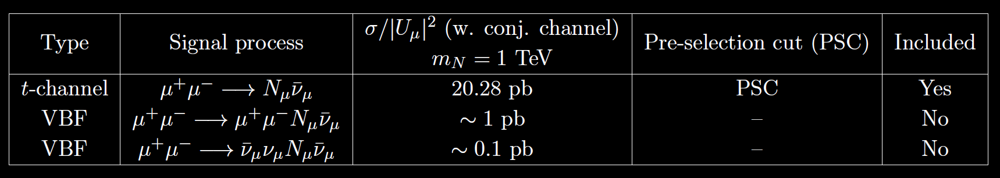 Type Signal process σ/|U_μ|² (w. conj. channel) m_N = 1 TeV Pre-selection cut (PSC) Included
t-channel μ⁺μ⁻ ⟶ N_μ ν̄_μ 20.28 pb PSC Yes
VBF μ⁺μ⁻ ⟶ μ⁺μ⁻N_μ ν̄_μ ∼ 1 pb – No
VBF μ⁺μ⁻ ⟶ ν̄_μ ν_μ N_μ ν̄_μ ∼ 0.1 pb – No